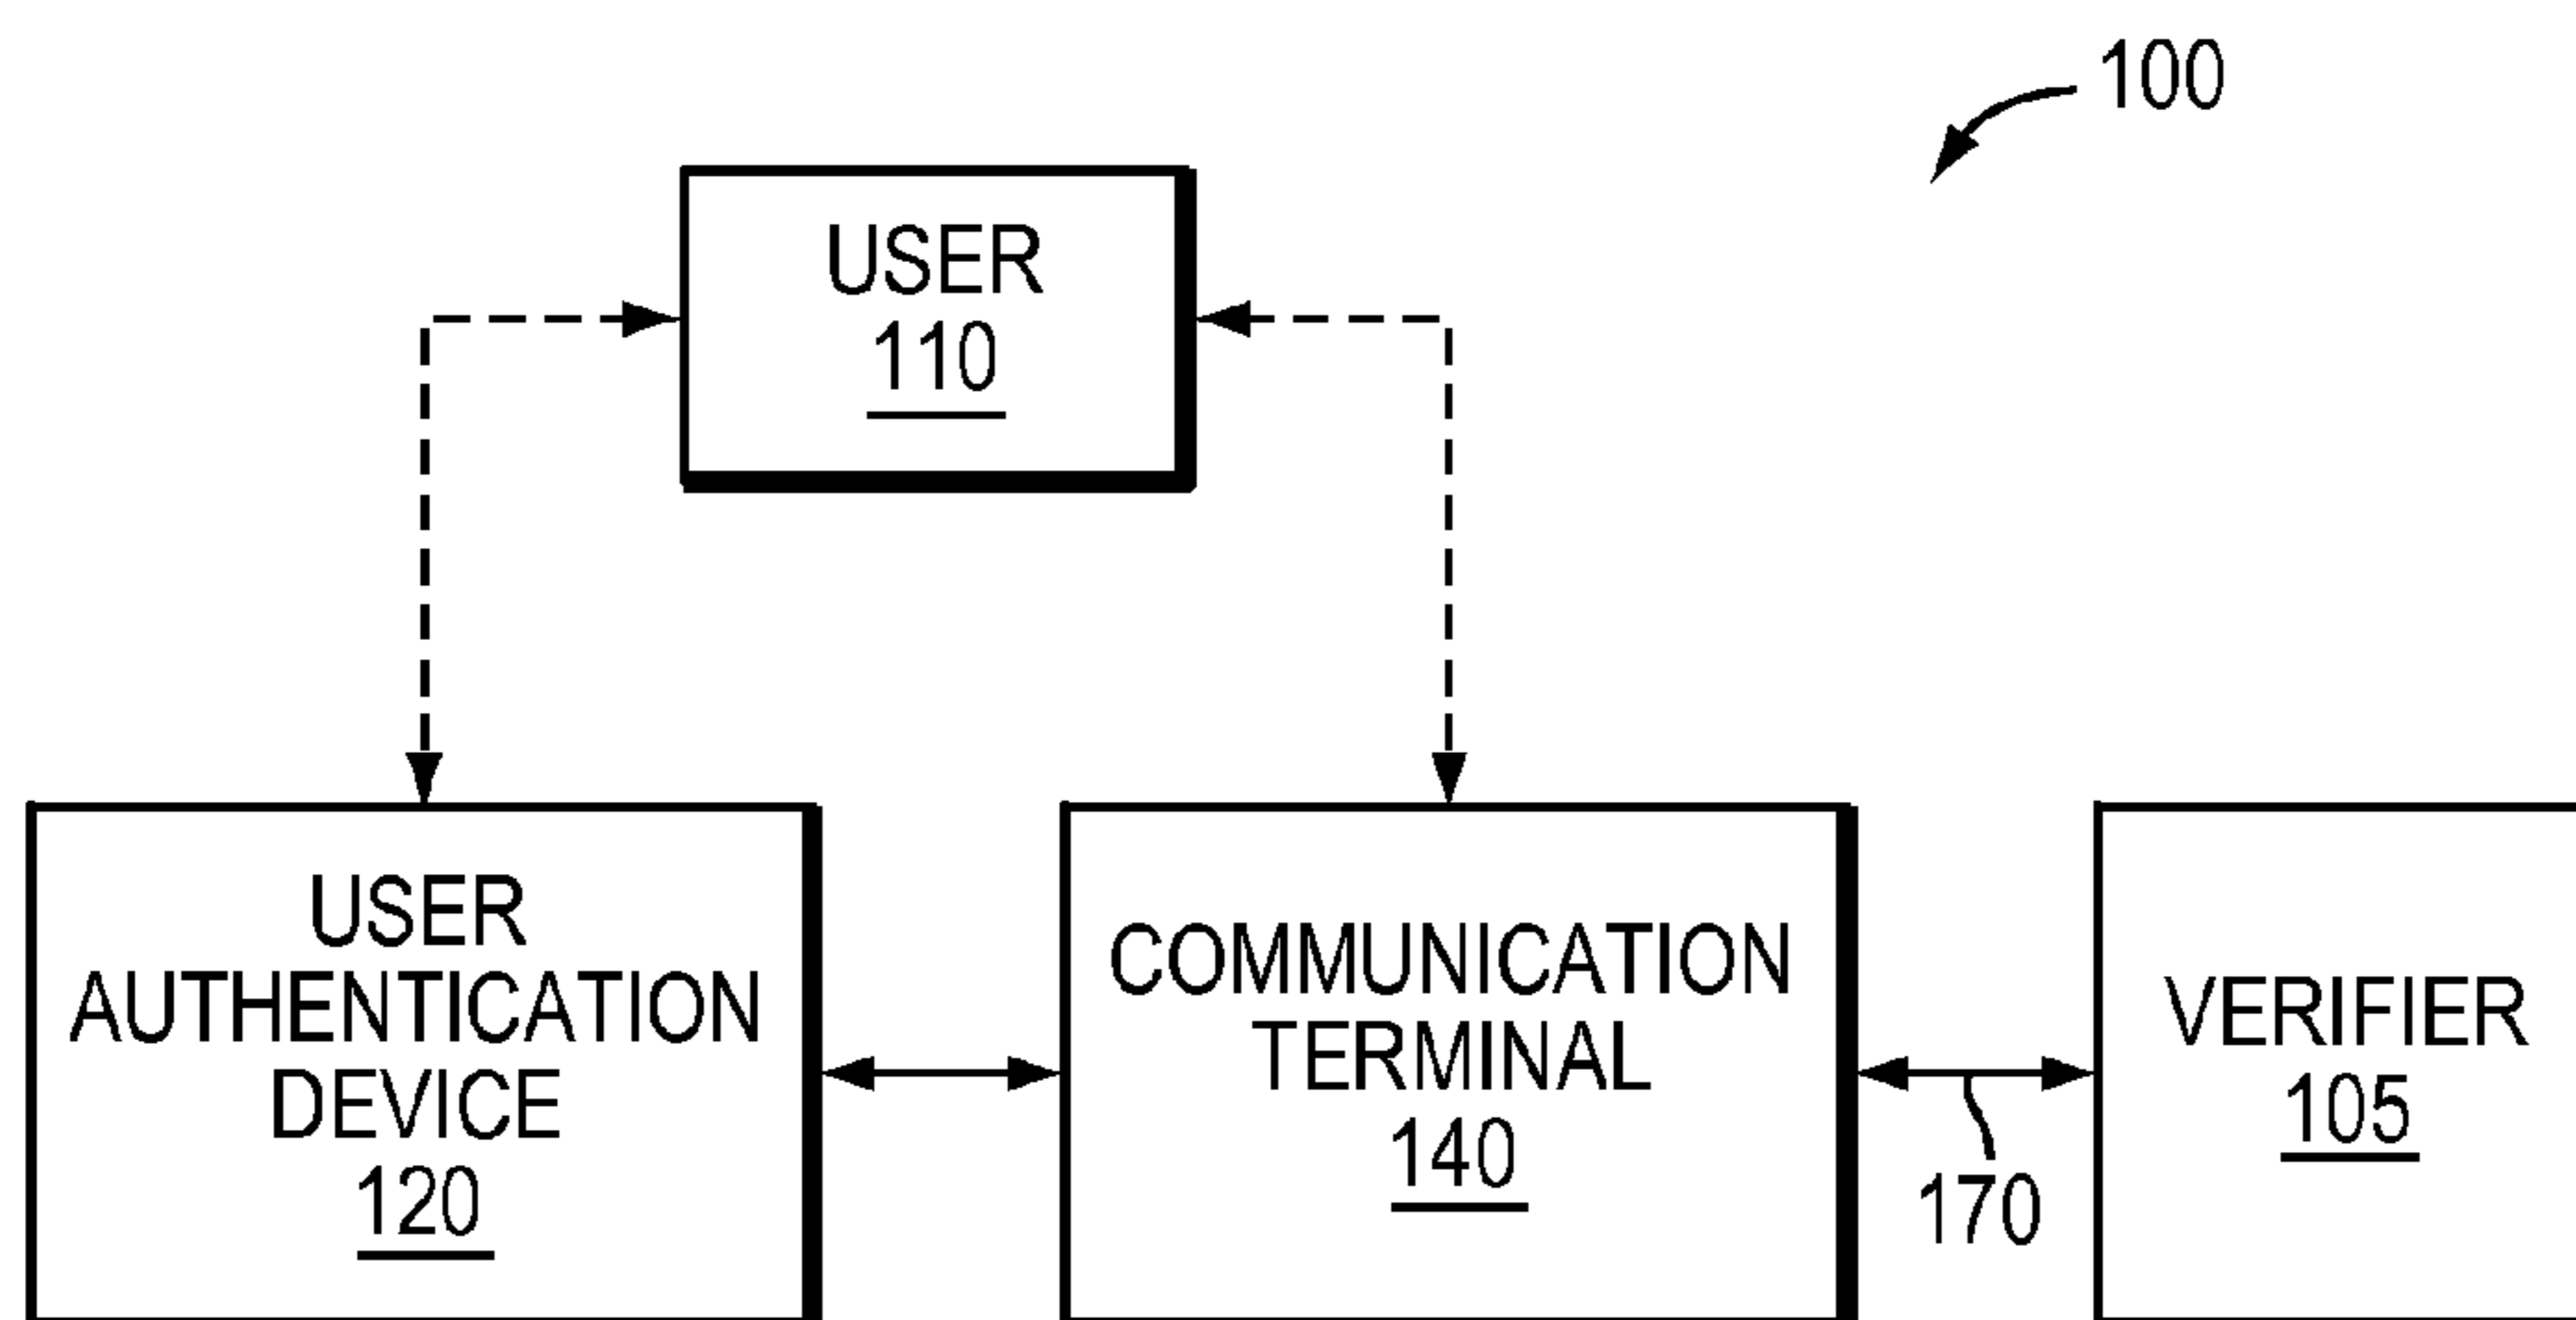 100
USER
110
USER
AUTHENTICATION
DEVICE
120
COMMUNICATION
TERMINAL
140
170
VERIFIER
105